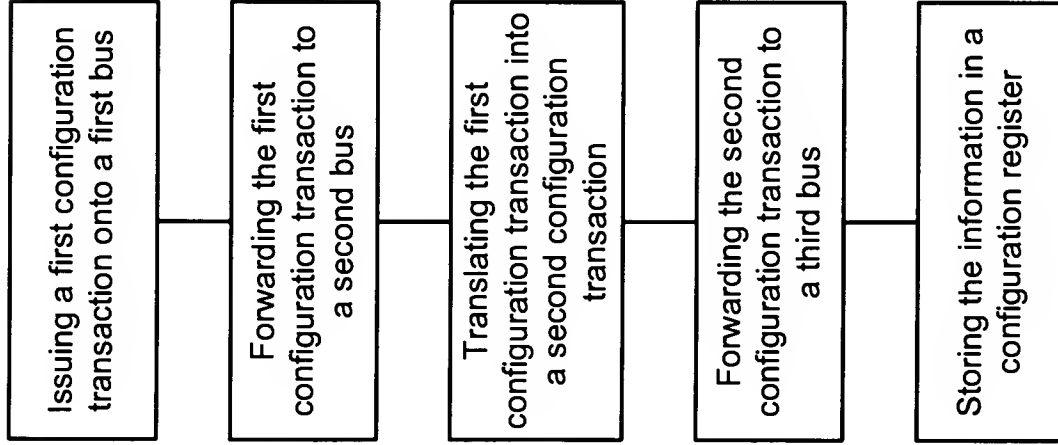 Issuing a first configuration
transaction onto a first bus
Forwarding the first
configuration transaction to
a second bus
Translating the first
configuration transaction into
a second configuration
transaction
Forwarding the second
configuration transaction to
a third bus
Storing the information in a
configuration register